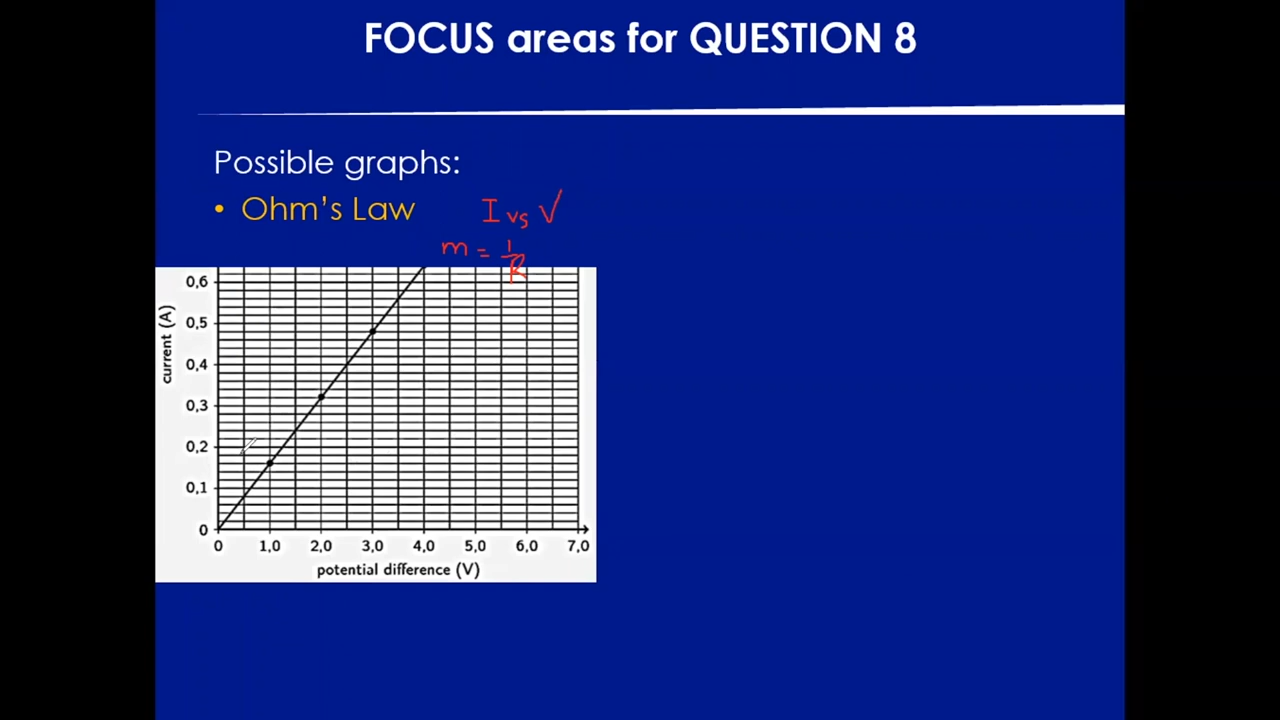 FOCUS areas for QUESTION 8
Possible graphs:
• Ohm's Law
I vs V
m = 1/R
current (A)
0,6
0,5
0,4
0,3
0,2
0,1
0
0 1,0 2,0 3,0 4,0 5,0 6,0 7,0
potential difference (V)